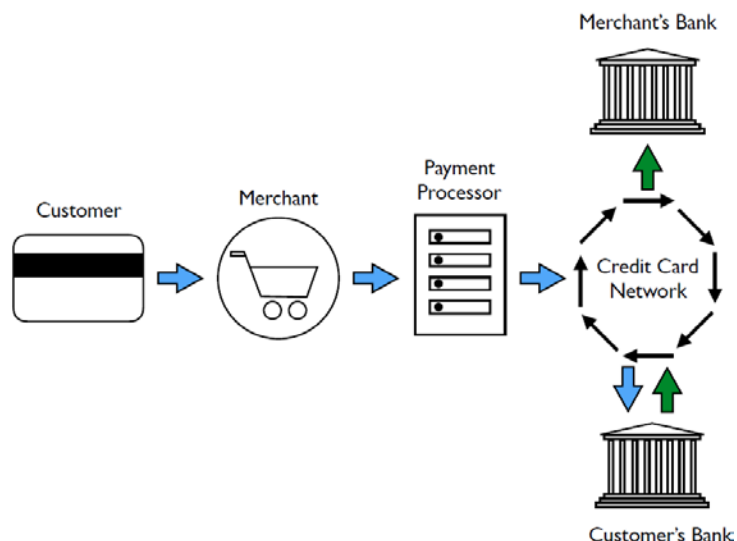 Merchant's Bank
Payment
Processor
Merchant
Customer
Credit Card
Network
Customer's Bank